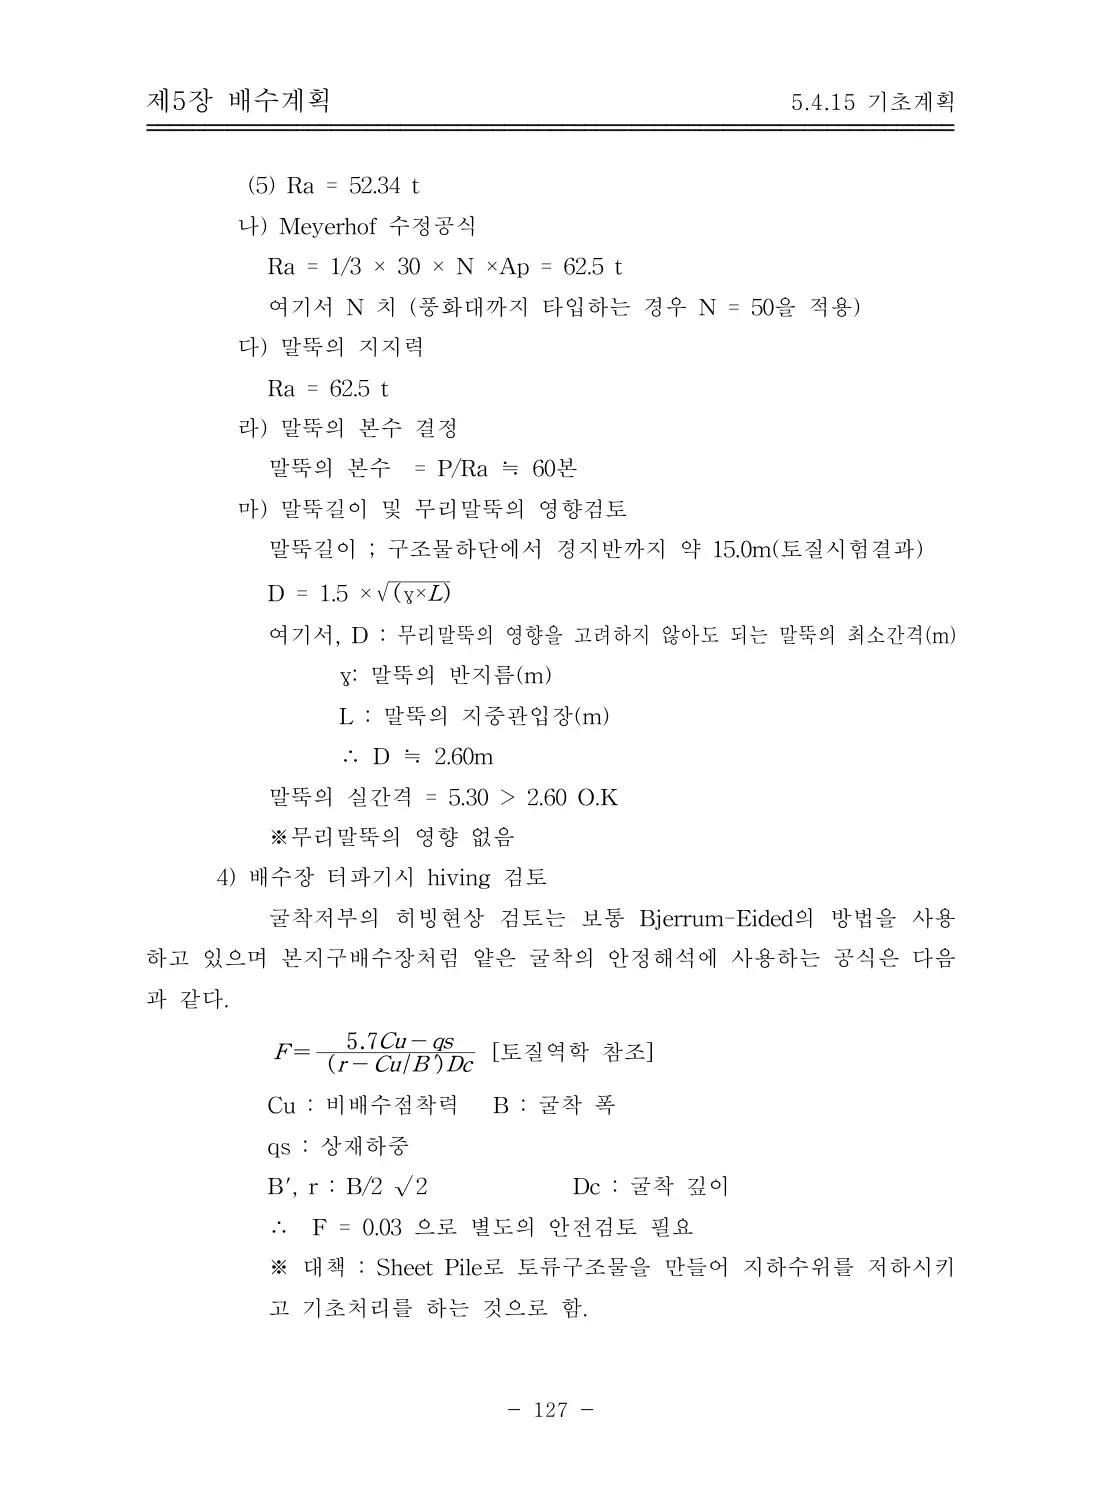 제5장 배수계획
5.4.15 기초계획
(5) Ra = 52.34 t
나) Meyerhof 수정공식
Ra = 1/3 × 30 × N ×Ap = 62.5 t
여기서 N 치 (풍화대까지 타입하는 경우 N = 50을 적용)
다) 말뚝의 지지력
Ra = 62.5 t
라) 말뚝의 본수 결정
말뚝의 본수 = P/Ra ≒ 60본
마) 말뚝길이 및 무리말뚝의 영향검토
말뚝길이 ; 구조물하단에서 경지반까지 약 15.0m(토질시험결과)
D = 1.5 ×√(ɣ×L)
여기서, D : 무리말뚝의 영향을 고려하지 않아도 되는 말뚝의 최소간격(m)
ɣ: 말뚝의 반지름(m)
L : 말뚝의 지중관입장(m)
∴ D ≒ 2.60m
말뚝의 실간격 = 5.30 > 2.60 O.K
※무리말뚝의 영향 없음
4) 배수장 터파기시 hiving 검토
굴착저부의 히빙현상 검토는 보통 Bjerrum-Eided의 방법을 사용
하고 있으며 본지구배수장처럼 얕은 굴착의 안정해석에 사용하는 공식은 다음
과 같다.
F= 5.7Cu-qs / (r-Cu/B′)Dc [토질역학 참조]
Cu : 비배수점착력 B : 굴착 폭
qs : 상재하중
B′, r : B/2 √2 Dc : 굴착 깊이
∴ F = 0.03 으로 별도의 안전검토 필요
※ 대책 : Sheet Pile로 토류구조물을 만들어 지하수위를 저하시키
고 기초처리를 하는 것으로 함.
- 127 -